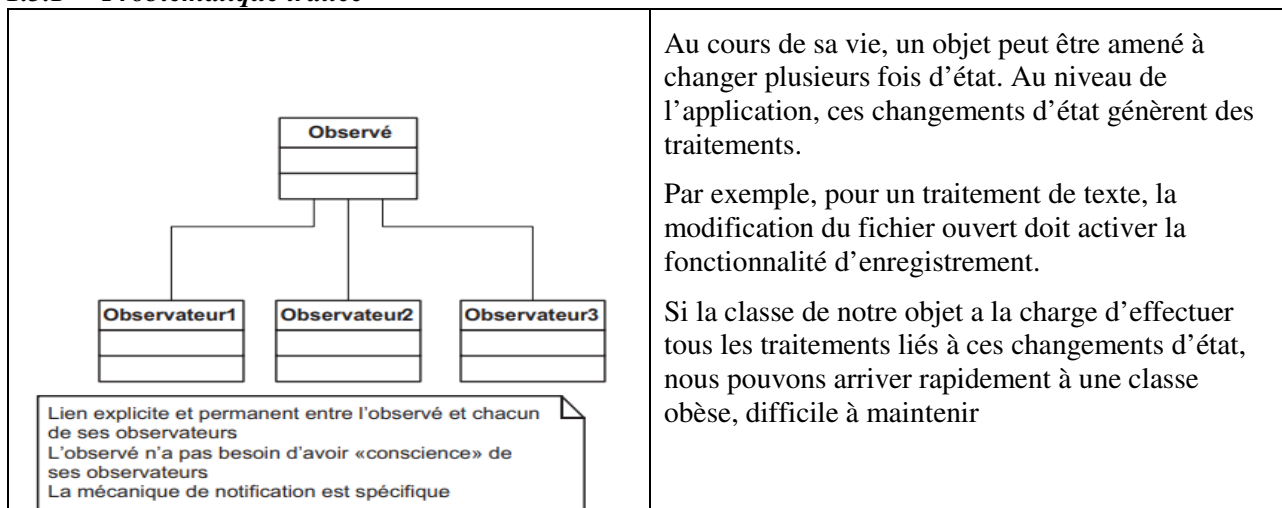 Observé
Observateur1
Observateur2
Observateur3
Lien explicite et permanent entre l'observé et chacun
de ses observateurs
L'observé n'a pas besoin d'avoir «conscience» de
ses observateurs
La mécanique de notification est spécifique
Au cours de sa vie, un objet peut être amené à
changer plusieurs fois d'état. Au niveau de
l'application, ces changements d'état génèrent des
traitements.
Par exemple, pour un traitement de texte, la
modification du fichier ouvert doit activer la
fonctionnalité d'enregistrement.
Si la classe de notre objet a la charge d'effectuer
tous les traitements liés à ces changements d'état,
nous pouvons arriver rapidement à une classe
obèse, difficile à maintenir